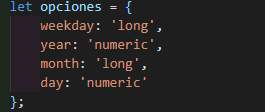 let opciones = {
    weekday: 'long',
    year: 'numeric',
    month: 'long',
    day: 'numeric'
};